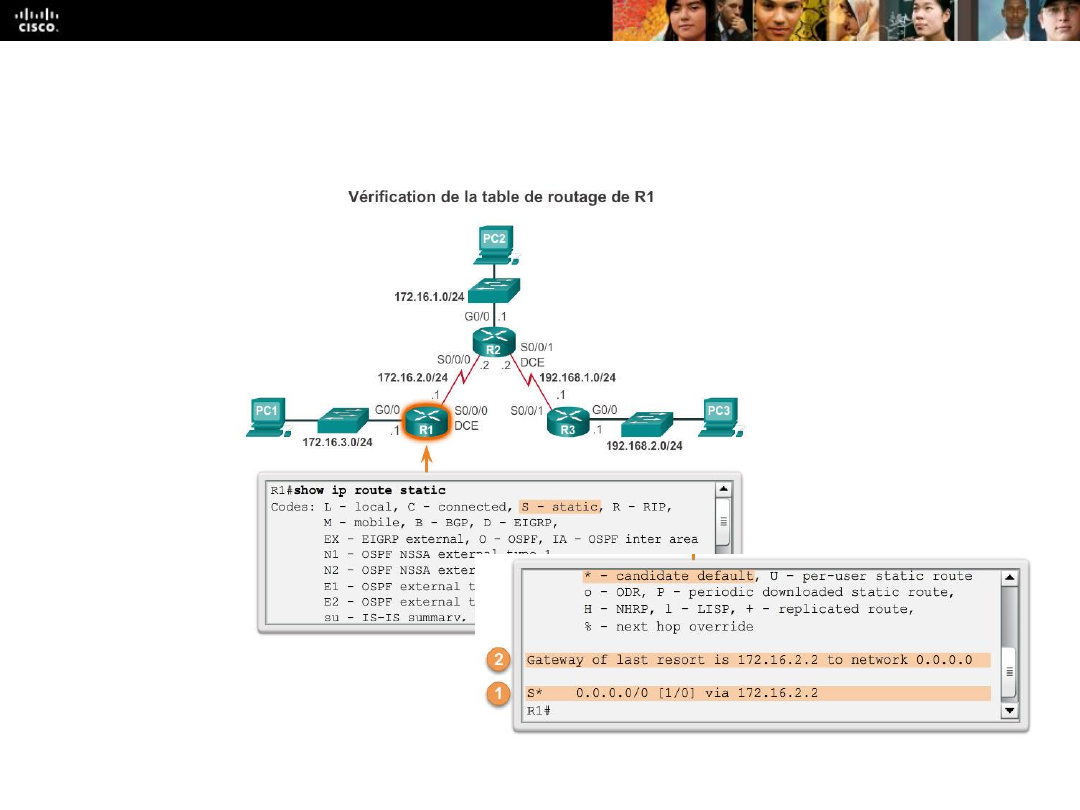 CISCO.
Vérification de la table de routage de R1
PC2
172.16.1.0/24
G0/0 .1
R2
S0/0/1
DCE
S0/0/0
.2 .2
172.16.2.0/24
192.168.1.0/24
.1 .1
PC1
G0/0
S0/0/0
DCE
S0/0/1
G0/0
PC3
.1
R1
R3
.1
172.16.3.0/24
192.168.2.0/24
R1#show ip route static
Codes: L - local, C - connected, S - static, R - RIP,
M - mobile, B - BGP, D - EIGRP,
EX - EIGRP external, O - OSPF, IA - OSPF inter area
N1 - OSPF NSSA external type 1
N2 - OSPF NSSA exter
E1 - OSPF external t
E2 - OSPF external t
su - IS-IS summary,
* - candidate default, U - per-user static route
o - ODR, P - periodic downloaded static route,
H - NHRP, l - LISP, + - replicated route,
% - next hop override
2 Gateway of last resort is 172.16.2.2 to network 0.0.0.0
1 S* 0.0.0.0/0 [1/0] via 172.16.2.2
R1#